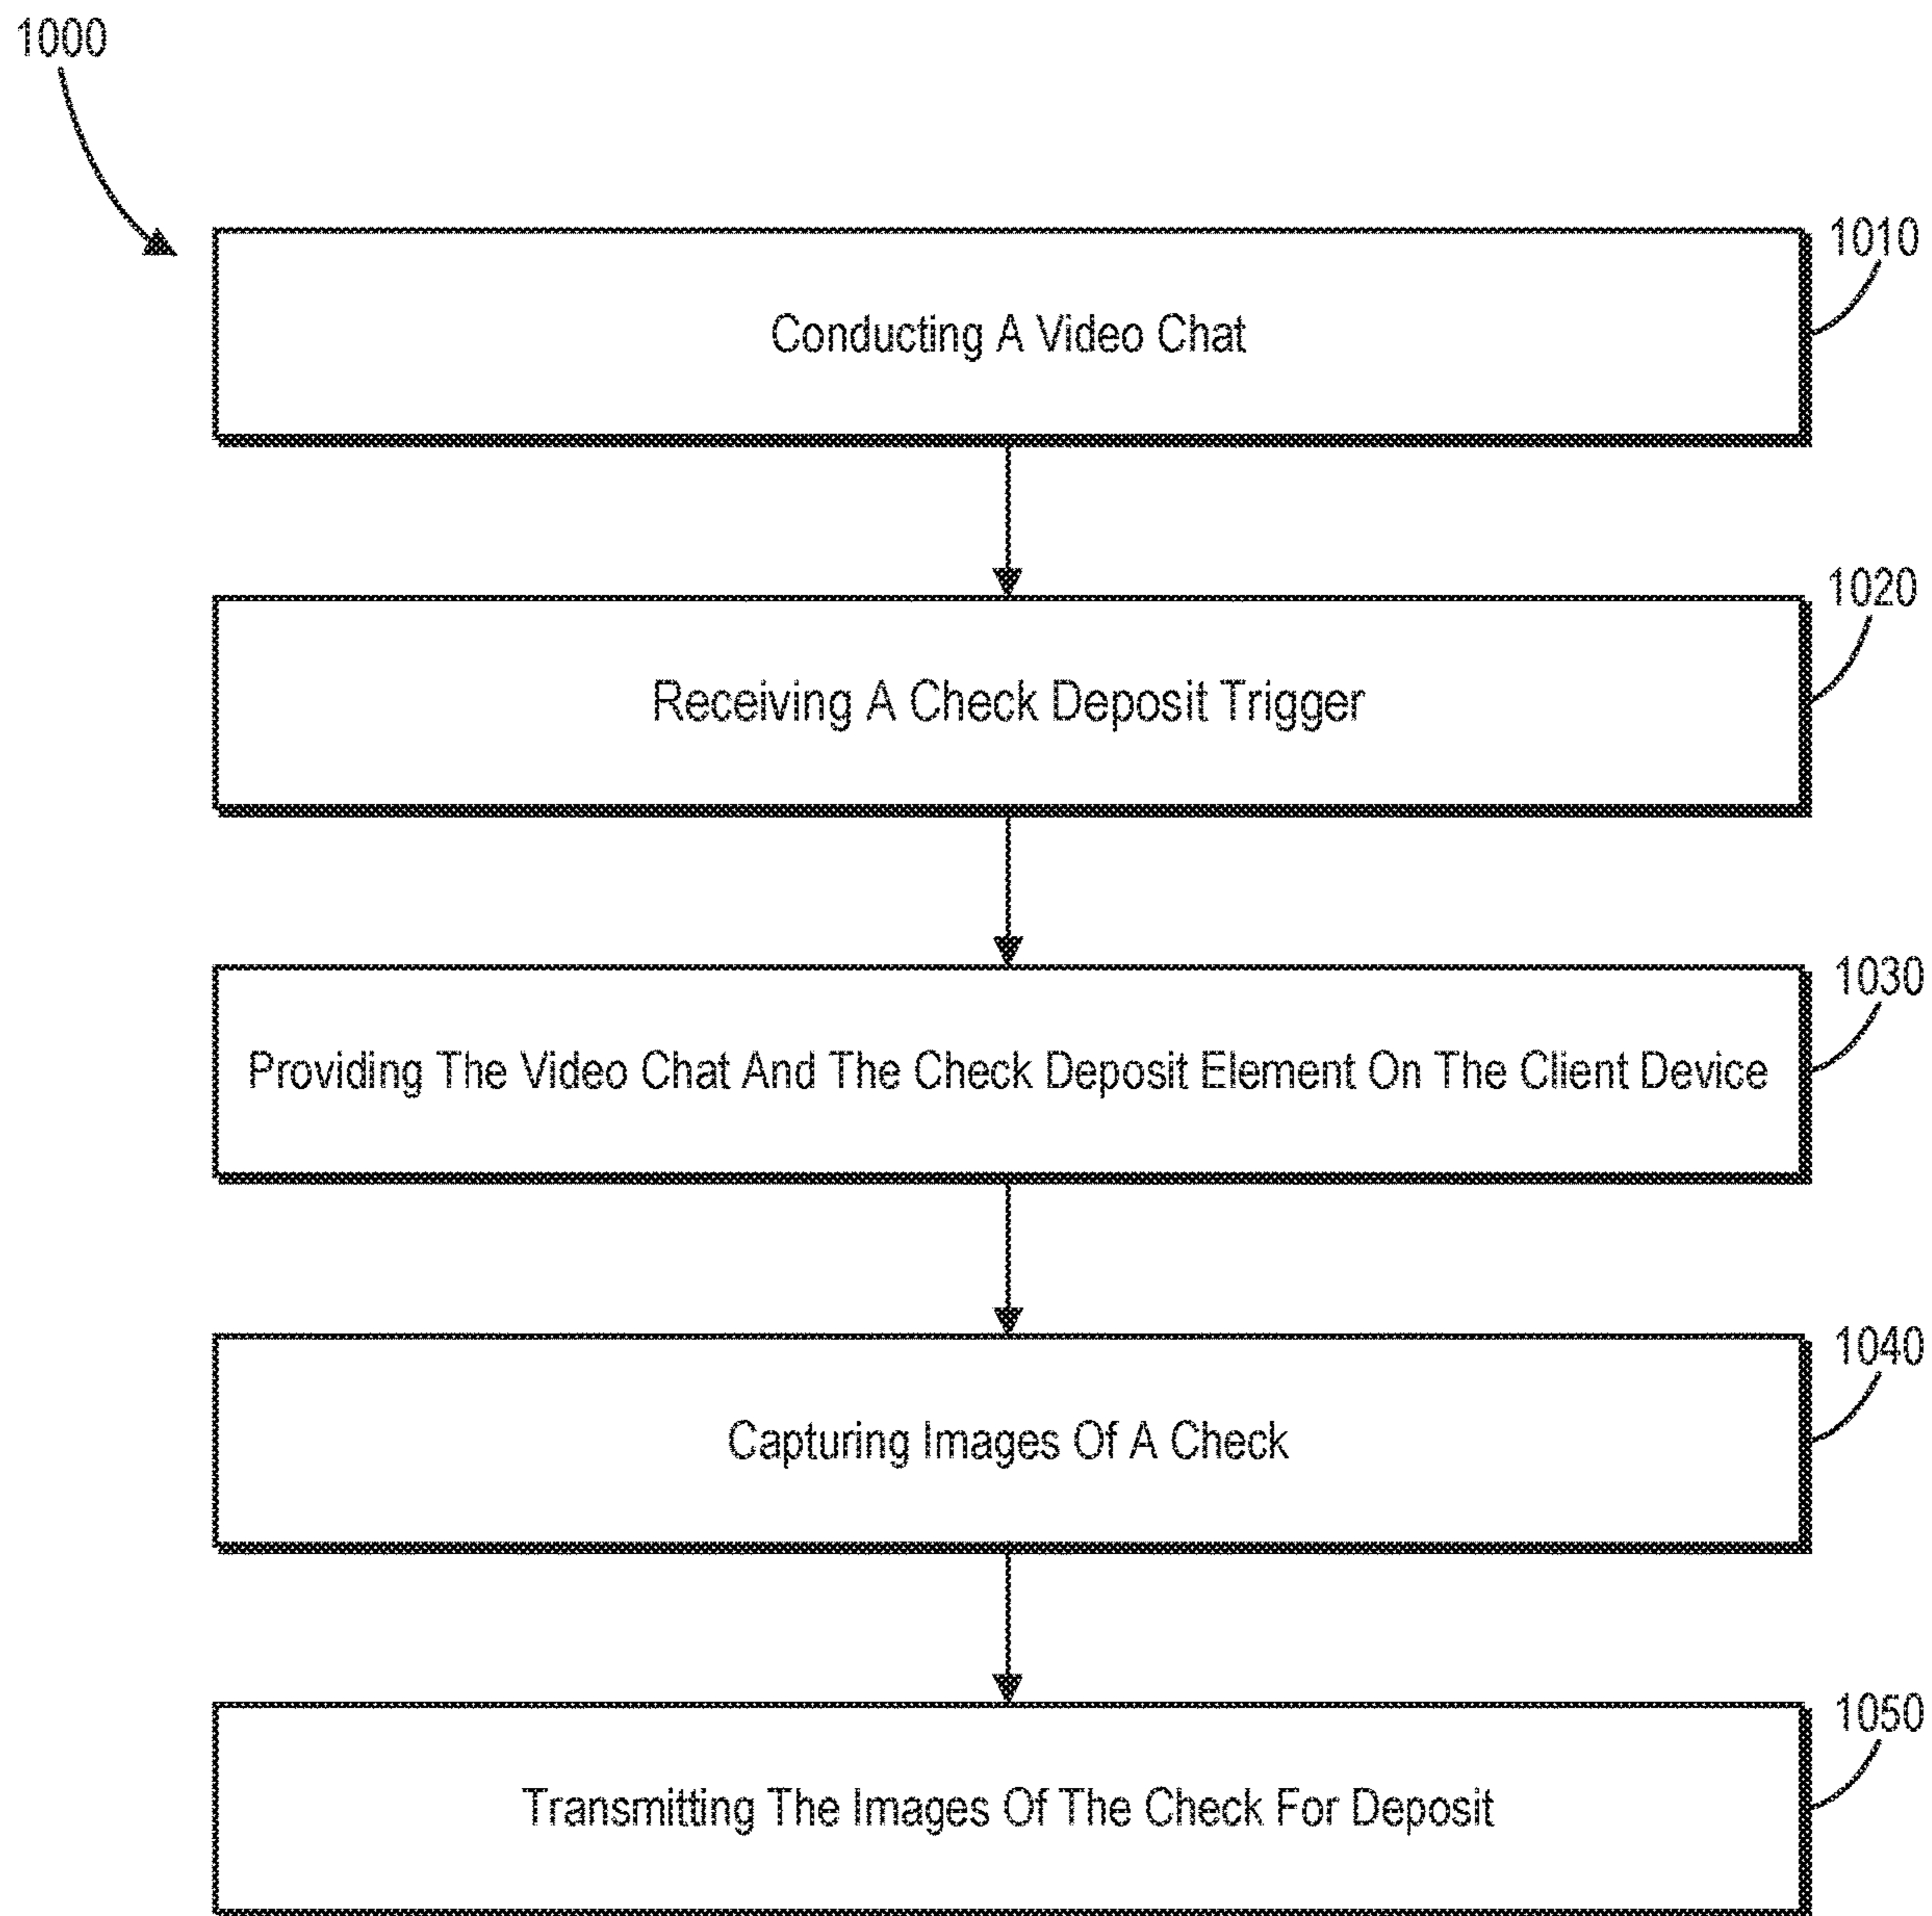 1000
1010
Conducting A Video Chat
1020
Receiving A Check Deposit Trigger
1030
Providing The Video Chat And The Check Deposit Element On The Client Device
1040
Capturing Images Of A Check
1050
Transmitting The Images Of The Check For Deposit